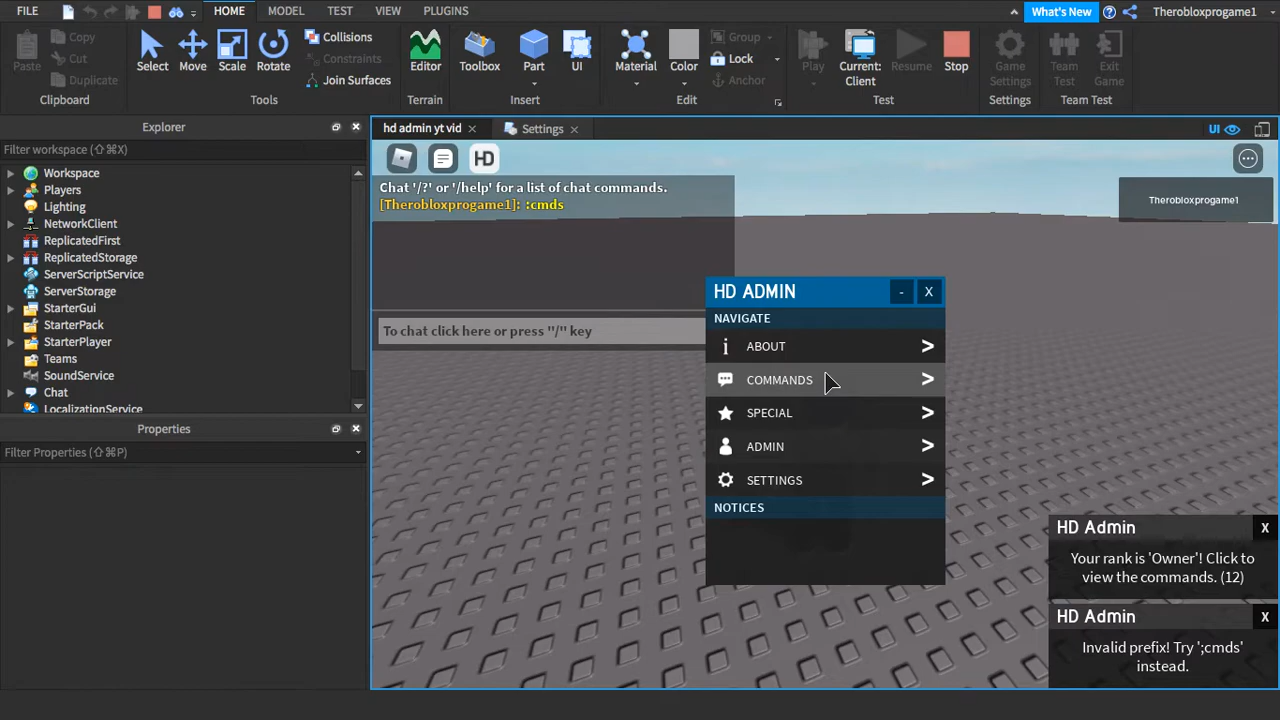 FILE HOME MODEL TEST VIEW PLUGINS What's New Therobloxprogame1
Paste Copy Cut Duplicate
Clipboard
Select Move Scale Rotate
Collisions
Constraints
Join Surfaces
Tools
Editor
Terrain
Toolbox Part UI
Insert
Material Color
Group
Lock
Anchor
Edit
Play Current: Client Resume Stop
Test
Game Settings
Settings
Team Test Exit Game
Team Test
Explorer
Filter workspace (⇧⌘X)
Workspace
Players
Lighting
NetworkClient
ReplicatedFirst
ReplicatedStorage
ServerScriptService
ServerStorage
StarterGui
StarterPack
StarterPlayer
Teams
SoundService
Chat
LocalizationService
Properties
Filter Properties (⇧⌘P)
hd admin yt vid × Settings ×
UI
HD
Chat '/?' or '/help' for a list of chat commands.
[Therobloxprogame1]: :cmds
To chat click here or press "/" key
Therobloxprogame1
HD ADMIN - X
NAVIGATE
ABOUT >
COMMANDS >
SPECIAL >
ADMIN >
SETTINGS >
NOTICES
HD Admin X
Your rank is 'Owner'! Click to
view the commands. (12)
HD Admin X
Invalid prefix! Try ';cmds'
instead.